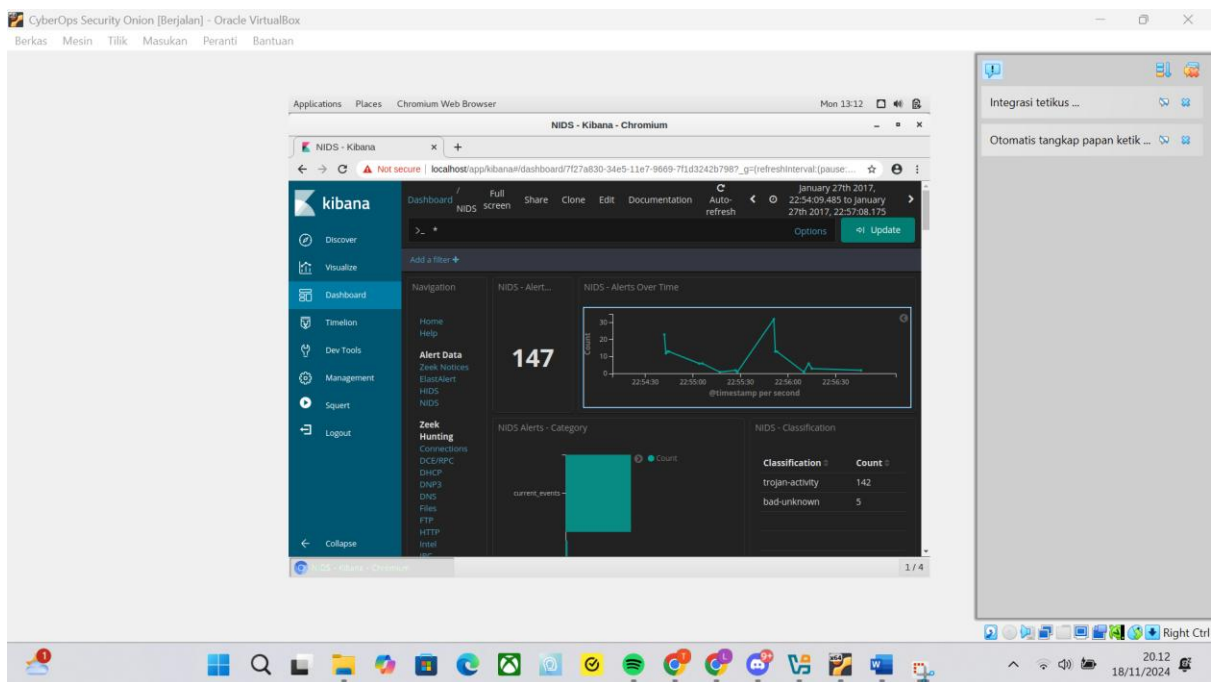 CyberOps Security Onion [Berjalan] - Oracle VirtualBox
Berkas Mesin Tilik Masukan Peranti Bantuan
Integrasi tetikus ...
Otomatis tangkap papan ketik ...
Applications Places Chromium Web Browser Mon 13:12
NIDS - Kibana - Chromium
NIDS - Kibana
Not secure | localhost/app/kibana#/dashboard/7f27a830-34e5-11e7-9669-7f1d3242b798?_g=(refreshInterval:(pause:...
kibana
Discover
Visualize
Dashboard
Timelion
Dev Tools
Management
Squert
Logout
Collapse
Dashboard / NIDS
Full screen
Share Clone Edit Documentation
C Auto-refresh
January 27th 2017, 22:54:09.485 to January 27th 2017, 22:57:08.175
>_ *
Options
Update
Add a filter +
Navigation
Home
Help
Alert Data
Zeek Notices
ElastAlert
HIDS
NIDS
Zeek Hunting
Connections
DCE/RPC
DHCP
DNP3
DNS
Files
FTP
HTTP
Intel
IRC
NIDS - Alert...
147
NIDS - Alerts Over Time
Count
30
20
10
0
22:54:30 22:55:00 22:55:30 22:56:00 22:56:30
@timestamp per second
NIDS Alerts - Category
Count
current_events
NIDS - Classification
Classification Count
trojan-activity 142
bad-unknown 5
NIDS - Kibana - Chromium
1 / 4
Right Ctrl
1
9+
20.12
18/11/2024